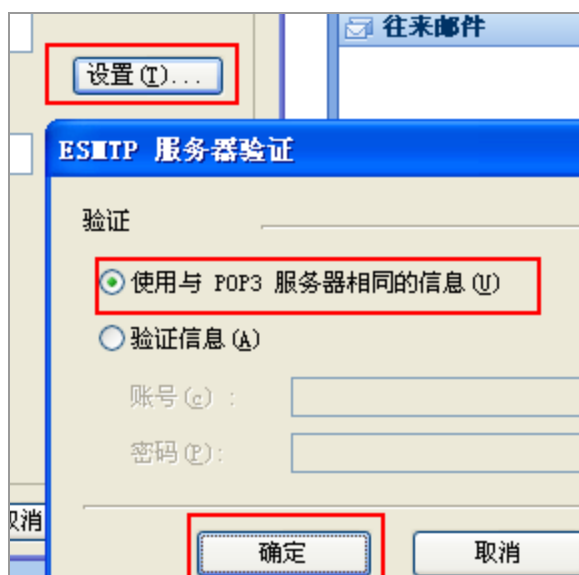 往来邮件
设置(T)...
ESMTP 服务器验证
验证
使用与 POP3 服务器相同的信息(U)
验证信息(A)
账号(c) :
密码(P):
取消
确定
取消